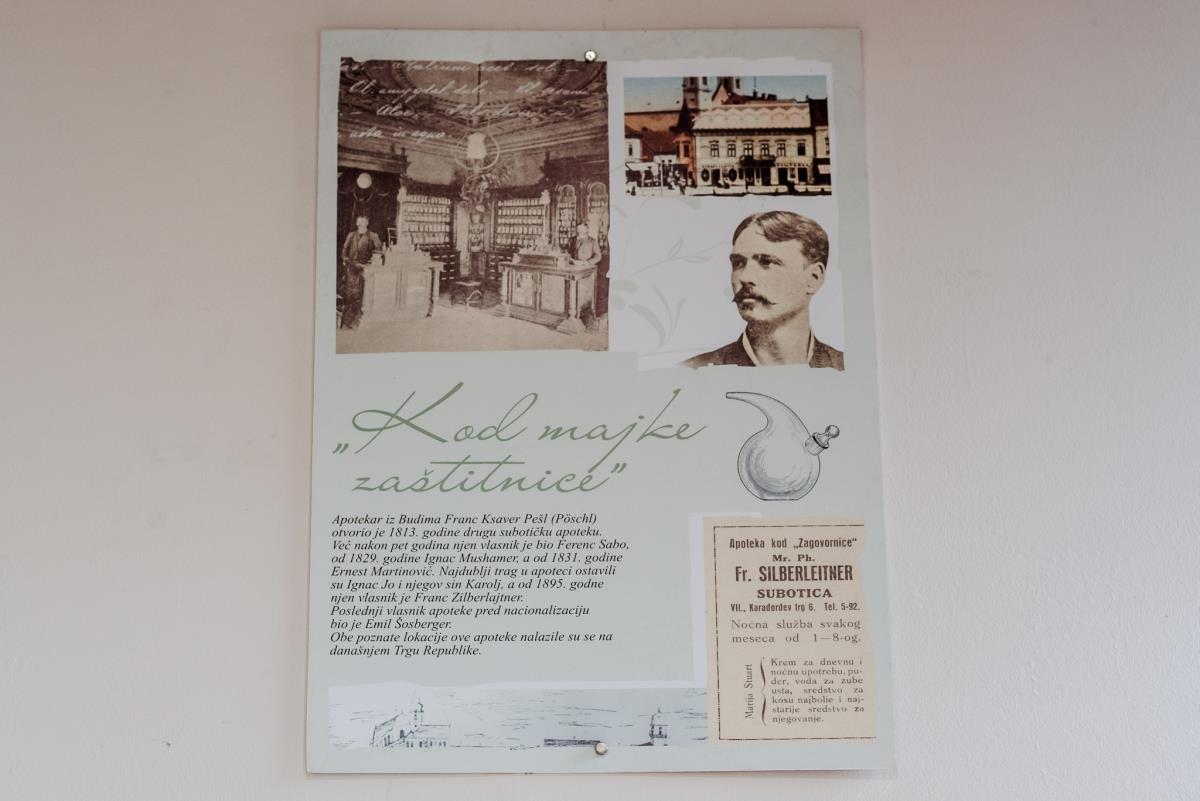 „Kod majke
zaštitnice"
Apotekar iz Budima Franc Ksaver Pešl (Pöschl)
otvorio je 1813. godine drugu subotičku apoteku.
Već nakon pet godina njen vlasnik je bio Ferenc Sabo,
od 1829. godine Ignac Mushamer, a od 1831. godine
Ernest Martinović. Najdublji trag u apoteci ostavili
su Ignac Jo i njegov sin Karolj, a od 1895. godne
njen vlasnik je Franc Zilberlajtner.
Poslednji vlasnik apoteke pred nacionalizaciju
bio je Emil Šosberger.
Obe poznate lokacije ove apoteke nalazile su se na
današnjem Trgu Republike.
Apoteka kod „Zagovornice"
Mr. Ph.
Fr. SILBERLEITNER
SUBOTICA
VII., Karađorđev trg 6. Tel. 5-92.
Noćna služba svakog
meseca od 1—8-og.
Marija Stuart
Krem za dnevnu i
noćnu upotrebu, pu-
der, voda za zube
usta, sredstvo za
kosu najbolje i naj-
starije sredstvo za
njegovanje.